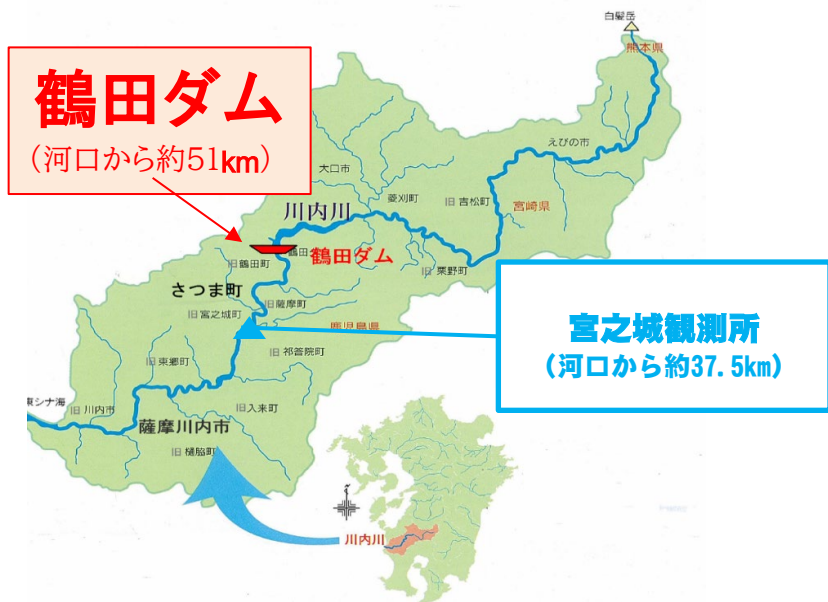 白髪岳
熊本県
鶴田ダム
(河口から約51km)
えびの市
大口市
菱刈町
旧吉松町
宮崎県
川内川
鶴田
鶴田ダム
旧鶴田町
旧栗野町
さつま町
旧薩摩町
旧宮之城町
鹿児島県
宮之城観測所
(河口から約37.5km)
旧祁答院町
旧東郷町
東シナ海
旧川内市
旧入来町
薩摩川内市
旧樋脇町
川内川